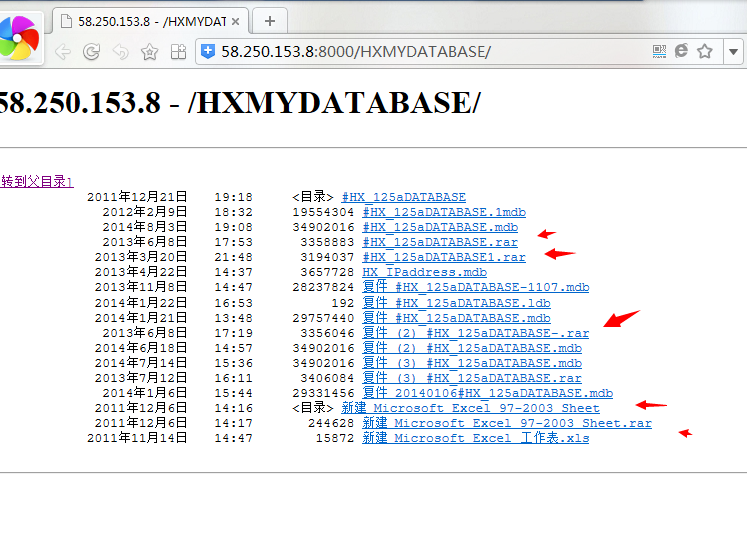 58.250.153.8 - /HXMYDAT
58.250.153.8:8000/HXMYDATABASE/
58.250.153.8 - /HXMYDATABASE/
转到父目录]
2011年12月21日 19:18 <目录> #HX_125aDATABASE
2012年2月9日 18:32 19554304 #HX_125aDATABASE.1mdb
2014年8月3日 19:08 34902016 #HX_125aDATABASE.mdb
2013年6月8日 17:53 3358883 #HX_125aDATABASE.rar
2013年3月20日 21:48 3194037 #HX_125aDATABASE1.rar
2013年4月22日 14:37 3657728 HX_IPaddress.mdb
2013年11月8日 14:47 28237824 复件 #HX_125aDATABASE-1107.mdb
2014年1月22日 16:53 192 复件 #HX_125aDATABASE.ldb
2014年1月21日 13:48 29757440 复件 #HX_125aDATABASE.mdb
2013年6月8日 17:19 3356046 复件 (2) #HX_125aDATABASE-.rar
2014年6月18日 14:57 34902016 复件 (2) #HX_125aDATABASE.mdb
2014年7月14日 15:36 34902016 复件 (3) #HX_125aDATABASE.mdb
2013年7月12日 16:11 3406084 复件 (3) #HX_125aDATABASE.rar
2014年1月6日 15:44 29331456 复件 20140106#HX_125aDATABASE.mdb
2011年12月6日 14:16 <目录> 新建 Microsoft Excel 97-2003 Sheet
2011年12月6日 14:17 244628 新建 Microsoft Excel 97-2003 Sheet.rar
2011年11月14日 14:47 15872 新建 Microsoft Excel 工作表.xls